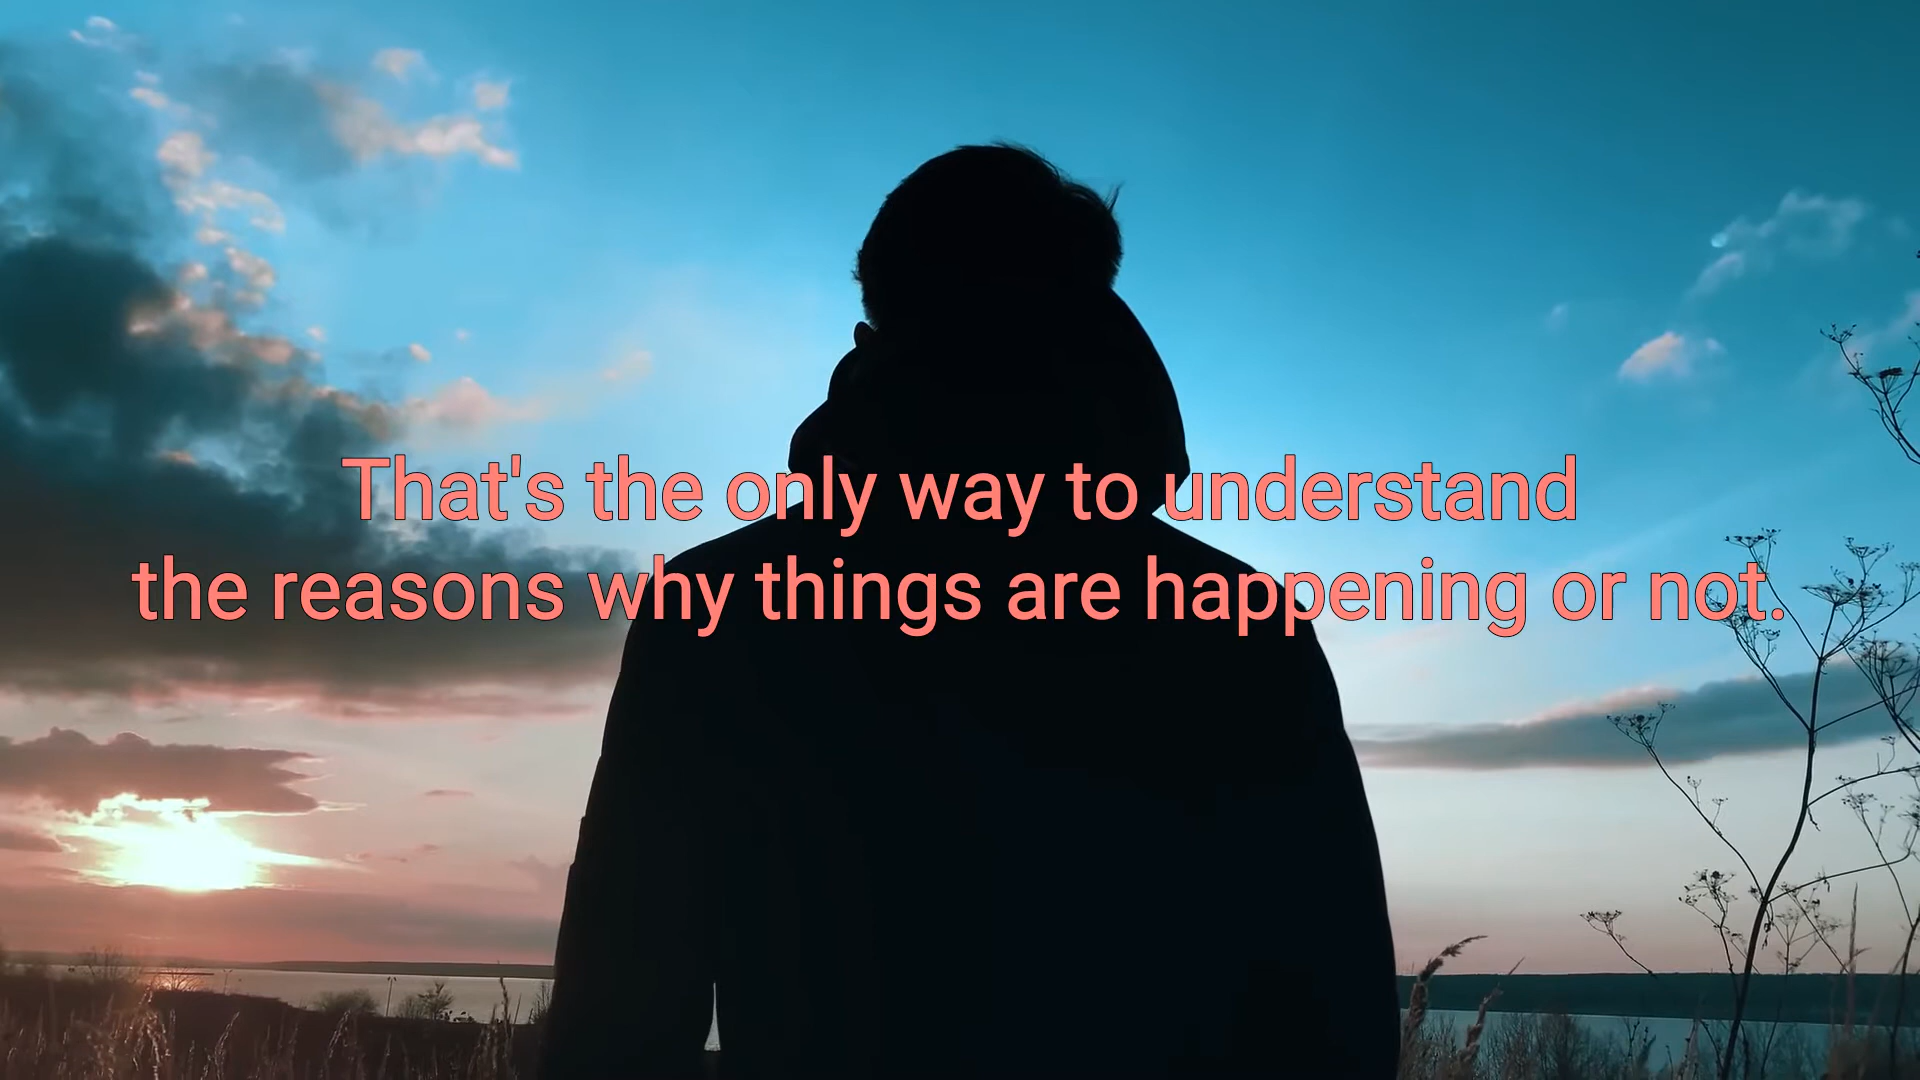 That's the only way to understand
the reasons why things are happening or not.